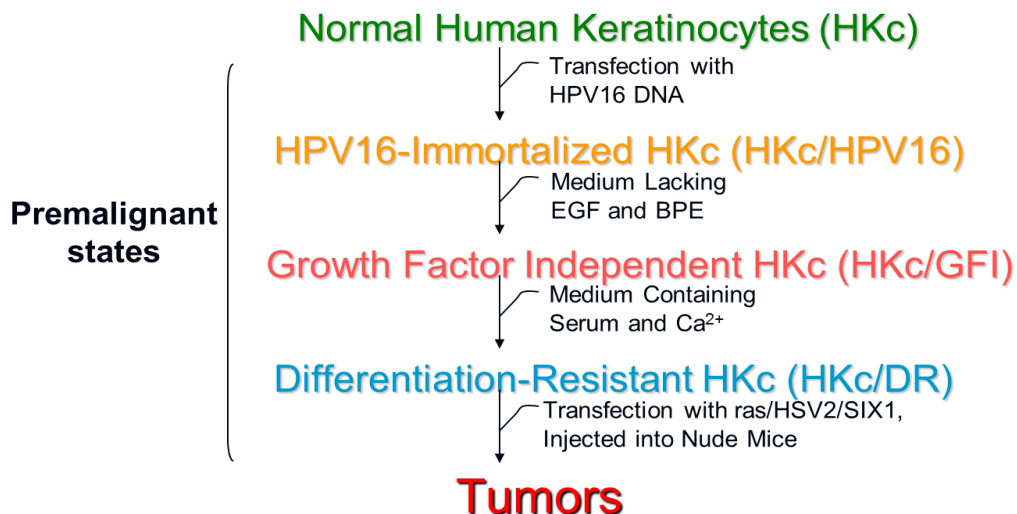 Normal Human Keratinocytes (HKc)
Transfection with
HPV16 DNA
HPV16-Immortalized HKc (HKc/HPV16)
Medium Lacking
EGF and BPE
Premalignant
states
Growth Factor Independent HKc (HKc/GFI)
Medium Containing
Serum and Ca²⁺
Differentiation-Resistant HKc (HKc/DR)
Transfection with ras/HSV2/SIX1,
Injected into Nude Mice
Tumors